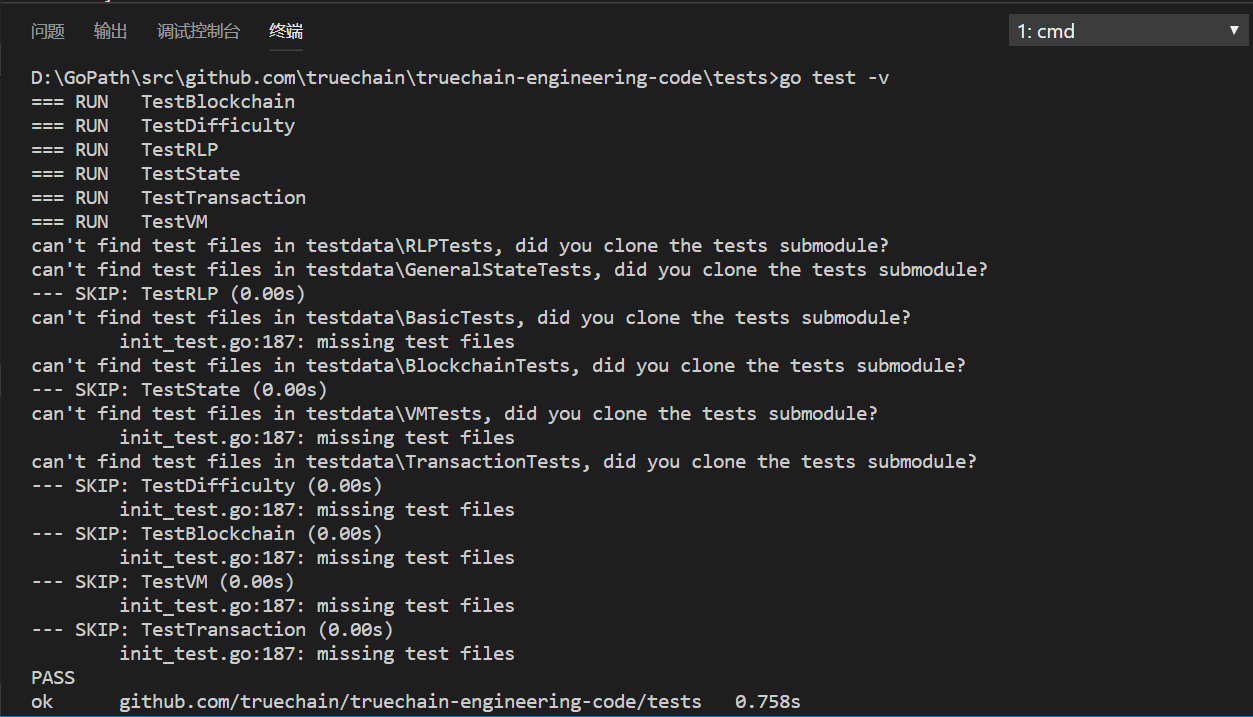 问题 输出 调试控制台 终端 1: cmd
D:\GoPath\src\github.com\truechain\truechain-engineering-code\tests>go test -v
=== RUN   TestBlockchain
=== RUN   TestDifficulty
=== RUN   TestRLP
=== RUN   TestState
=== RUN   TestTransaction
=== RUN   TestVM
can't find test files in testdata\RLPTests, did you clone the tests submodule?
can't find test files in testdata\GeneralStateTests, did you clone the tests submodule?
--- SKIP: TestRLP (0.00s)
can't find test files in testdata\BasicTests, did you clone the tests submodule?
        init_test.go:187: missing test files
can't find test files in testdata\BlockchainTests, did you clone the tests submodule?
--- SKIP: TestState (0.00s)
can't find test files in testdata\VMTests, did you clone the tests submodule?
        init_test.go:187: missing test files
can't find test files in testdata\TransactionTests, did you clone the tests submodule?
--- SKIP: TestDifficulty (0.00s)
        init_test.go:187: missing test files
--- SKIP: TestBlockchain (0.00s)
        init_test.go:187: missing test files
--- SKIP: TestVM (0.00s)
        init_test.go:187: missing test files
--- SKIP: TestTransaction (0.00s)
        init_test.go:187: missing test files
PASS
ok      github.com/truechain/truechain-engineering-code/tests   0.758s